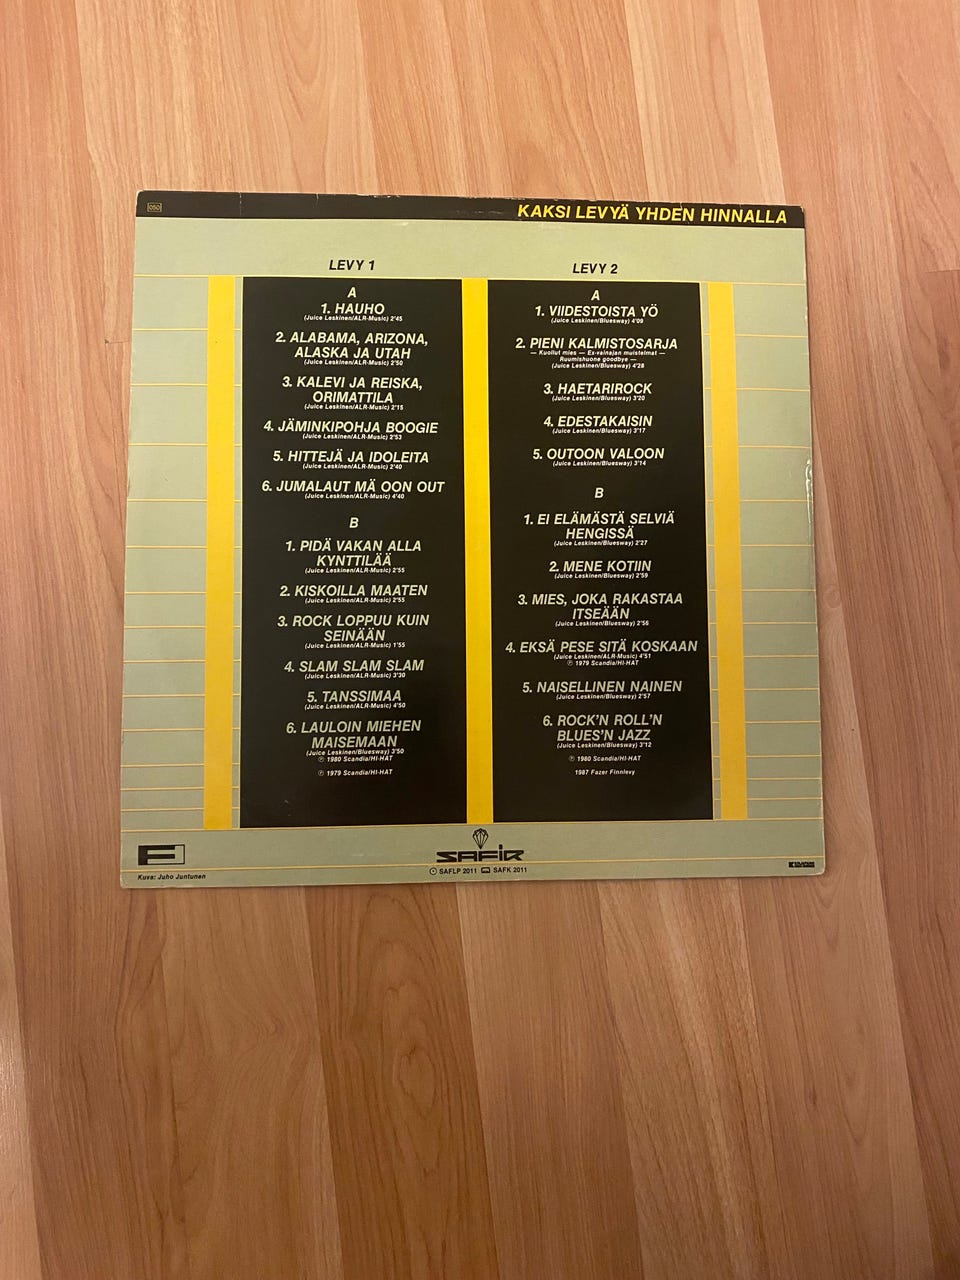 050
KAKSI LEVYÄ YHDEN HINNALLA
LEVY 1
A
1. HAUHO
(Juice Leskinen/ALR-Music) 2'45
2. ALABAMA, ARIZONA,
ALASKA JA UTAH
(Juice Leskinen/ALR-Music) 2'50
3. KALEVI JA REISKA,
ORIMATTILA
(Juice Leskinen/ALR-Music) 2'15
4. JÄMINKIPOHJA BOOGIE
(Juice Leskinen/ALR-Music) 2'53
5. HITTEJÄ JA IDOLEITA
(Juice Leskinen/ALR-Music) 2'40
6. JUMALAUT MÄ OON OUT
(Juice Leskinen/ALR-Music) 4'40
B
1. PIDÄ VAKAN ALLA
KYNTTILÄÄ
(Juice Leskinen/ALR-Music) 2'55
2. KISKOILLA MAATEN
(Juice Leskinen/ALR-Music) 2'55
3. ROCK LOPPUU KUIN
SEINÄÄN
(Juice Leskinen/ALR-Music) 1'55
4. SLAM SLAM SLAM
(Juice Leskinen/ALR-Music) 3'30
5. TANSSIMAA
(Juice Leskinen/ALR-Music) 4'50
6. LAULOIN MIEHEN
MAISEMAAN
(Juice Leskinen/Bluesway) 3'50
℗ 1980 Scandia/HI-HAT
℗ 1979 Scandia/HI-HAT
LEVY 2
A
1. VIIDESTOISTA YÖ
(Juice Leskinen/Bluesway) 4'09
2. PIENI KALMISTOSARJA
— Kuollut mies — Ex-vainajan muistelmat —
Ruumishuone goodbye —
(Juice Leskinen/Bluesway) 4'28
3. HAETARIROCK
(Juice Leskinen/Bluesway) 3'20
4. EDESTAKAISIN
(Juice Leskinen/Bluesway) 3'17
5. OUTOON VALOON
(Juice Leskinen/Bluesway) 3'14
B
1. EI ELÄMÄSTÄ SELVIÄ
HENGISSÄ
(Juice Leskinen/Bluesway) 2'27
2. MENE KOTIIN
(Juice Leskinen/Bluesway) 2'59
3. MIES, JOKA RAKASTAA
ITSEÄÄN
(Juice Leskinen/Bluesway) 2'56
4. EKSÄ PESE SITÄ KOSKAAN
(Juice Leskinen/ALR-Music) 4'51
℗ 1979 Scandia/HI-HAT
5. NAISELLINEN NAINEN
(Juice Leskinen/Bluesway) 2'57
6. ROCK'N ROLL'N
BLUES'N JAZZ
(Juice Leskinen/Bluesway) 3'12
℗ 1980 Scandia/HI-HAT
1987 Fazer Finnlevy
F
Kuva: Juho Juntunen
SAFIR
SAFLP 2011 SAFK 2011